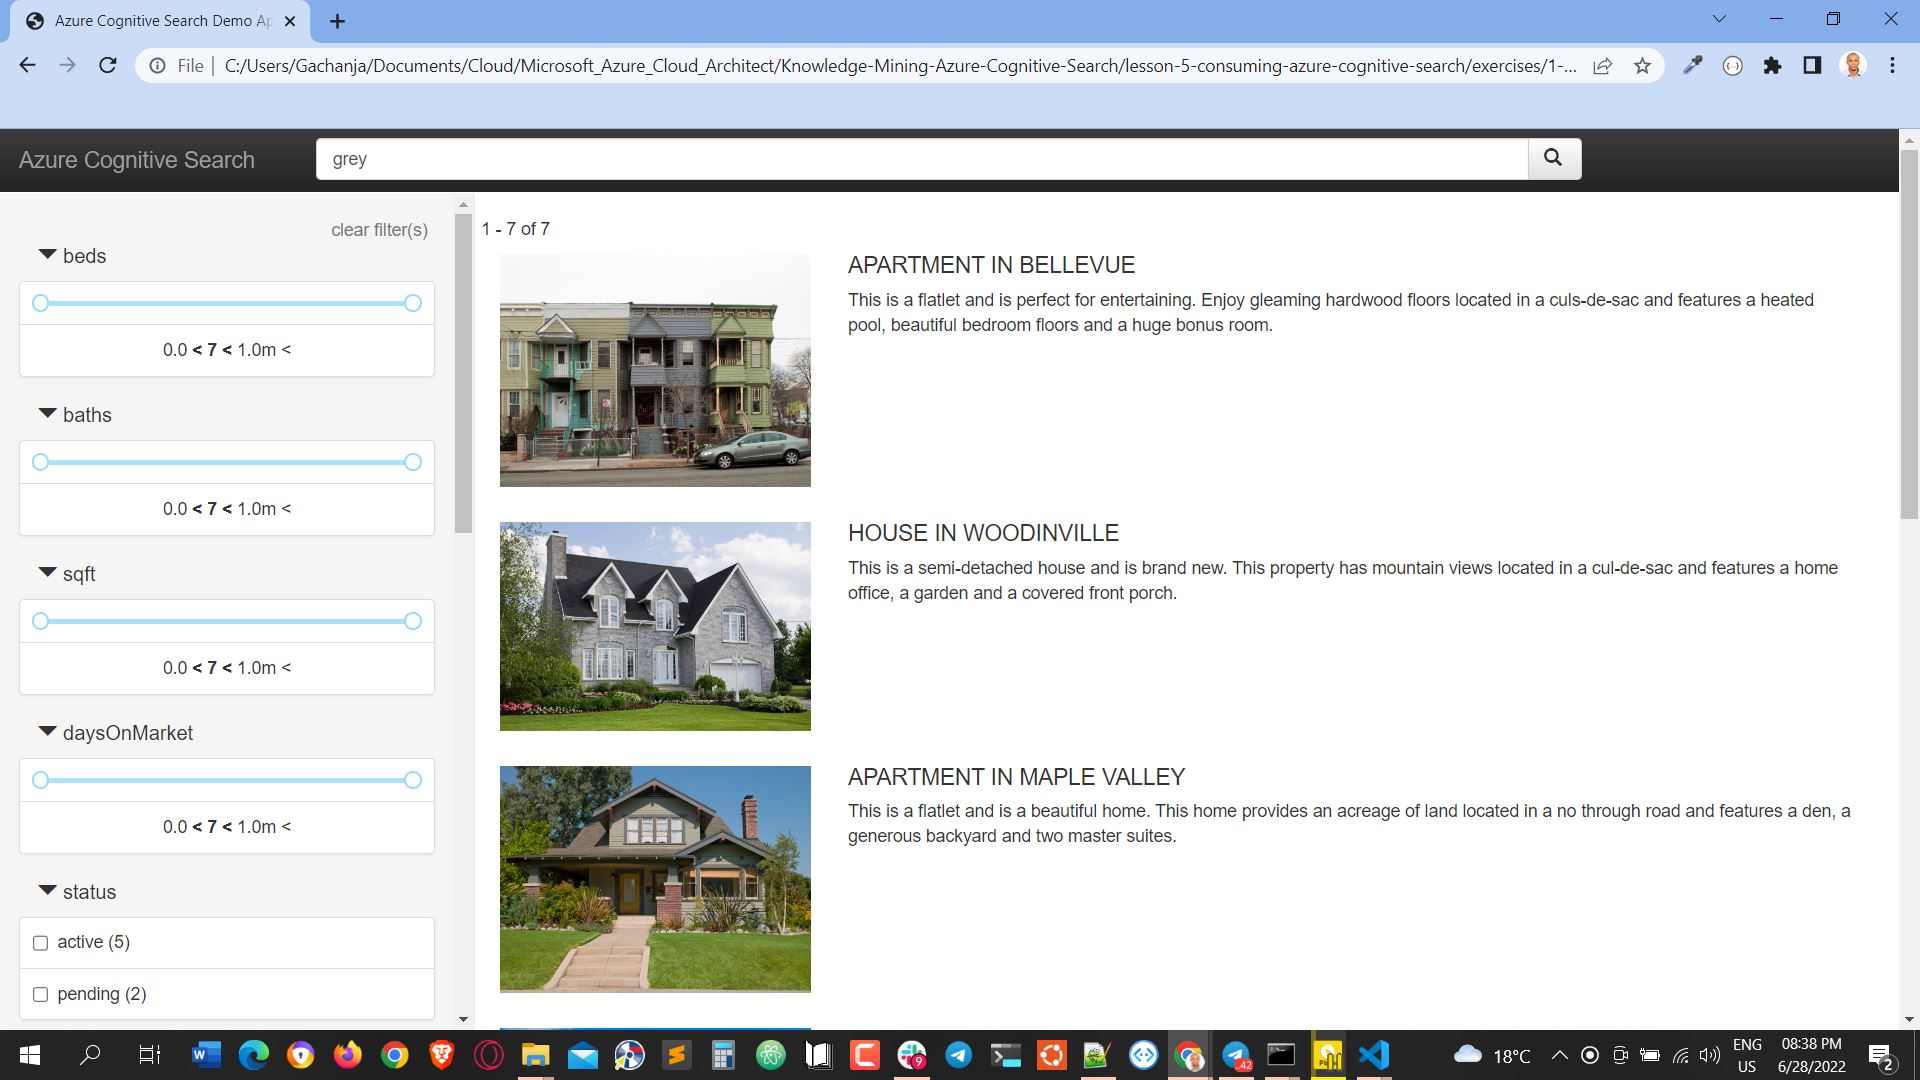 Azure Cognitive Search Demo Ap
File | C:/Users/Gachanja/Documents/Cloud/Microsoft_Azure_Cloud_Architect/Knowledge-Mining-Azure-Cognitive-Search/lesson-5-consuming-azure-cognitive-search/exercises/1-...
Azure Cognitive Search
grey
clear filter(s)
beds
0.0 < 7 < 1.0m <
baths
0.0 < 7 < 1.0m <
sqft
0.0 < 7 < 1.0m <
daysOnMarket
0.0 < 7 < 1.0m <
status
active (5)
pending (2)
1 - 7 of 7
APARTMENT IN BELLEVUE
This is a flatlet and is perfect for entertaining. Enjoy gleaming hardwood floors located in a culs-de-sac and features a heated
pool, beautiful bedroom floors and a huge bonus room.
HOUSE IN WOODINVILLE
This is a semi-detached house and is brand new. This property has mountain views located in a cul-de-sac and features a home
office, a garden and a covered front porch.
APARTMENT IN MAPLE VALLEY
This is a flatlet and is a beautiful home. This home provides an acreage of land located in a no through road and features a den, a
generous backyard and two master suites.
9
..42
18°C
ENG
US
08:38 PM
6/28/2022
2